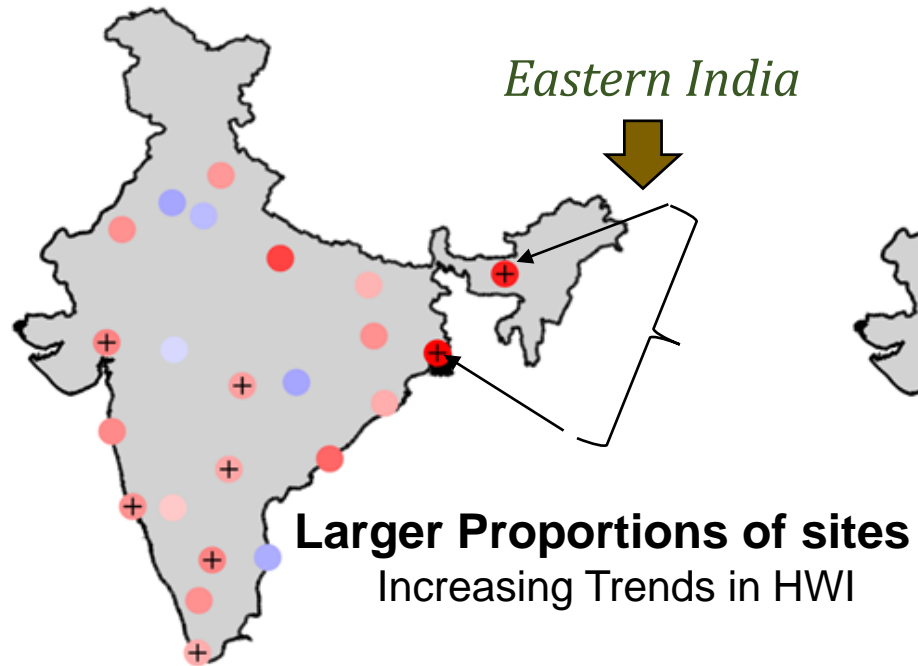 Eastern India
Larger Proportions of sites
Increasing Trends in HWI